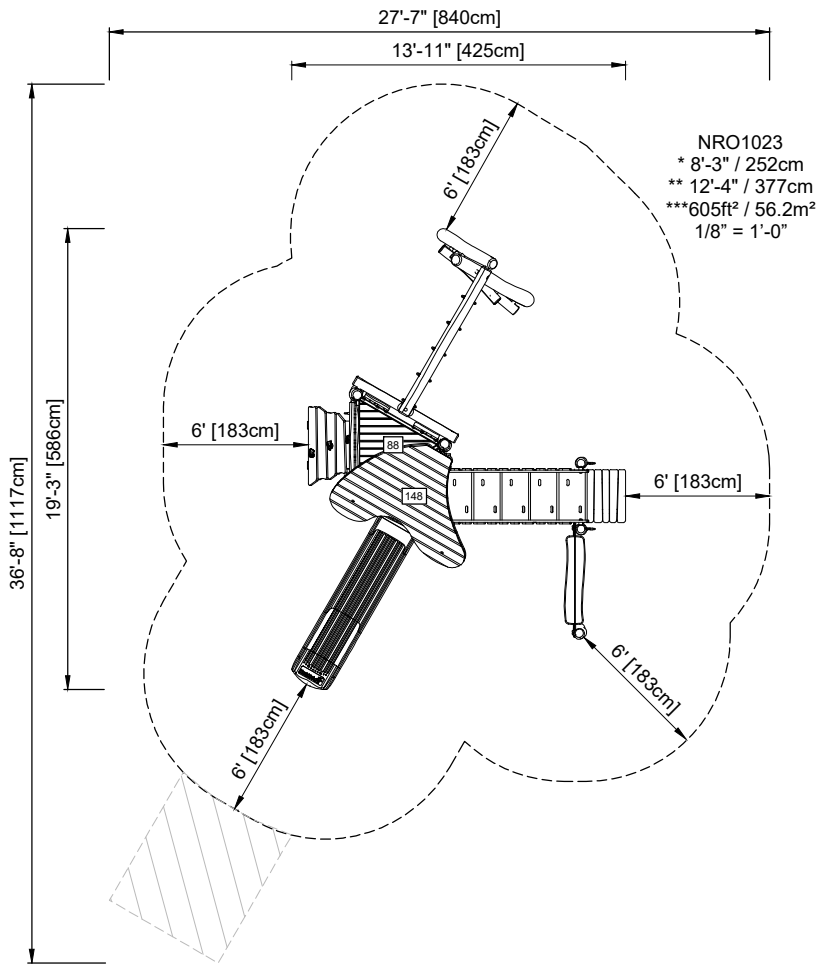 27'-7" [840cm]
13'-11" [425cm]
6' [183cm]
NRO1023
* 8'-3" / 252cm
** 12'-4" / 377cm
***605ft² / 56.2m²
1/8” = 1’-0”
36'-8" [1117cm]
19'-3" [586cm]
6' [183cm]
88
148
6' [183cm]
6' [183cm]
6' [183cm]